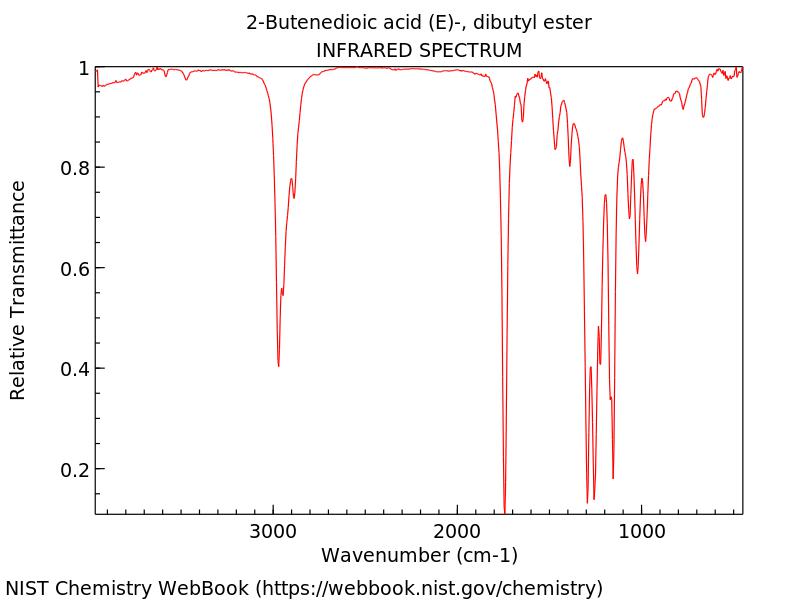 2-Butenedioic acid (E)-, dibutyl ester
INFRARED SPECTRUM
1
0.8
0.6
0.4
0.2
Relative Transmittance
3000 2000 1000
Wavenumber (cm-1)
NIST Chemistry WebBook (https://webbook.nist.gov/chemistry)